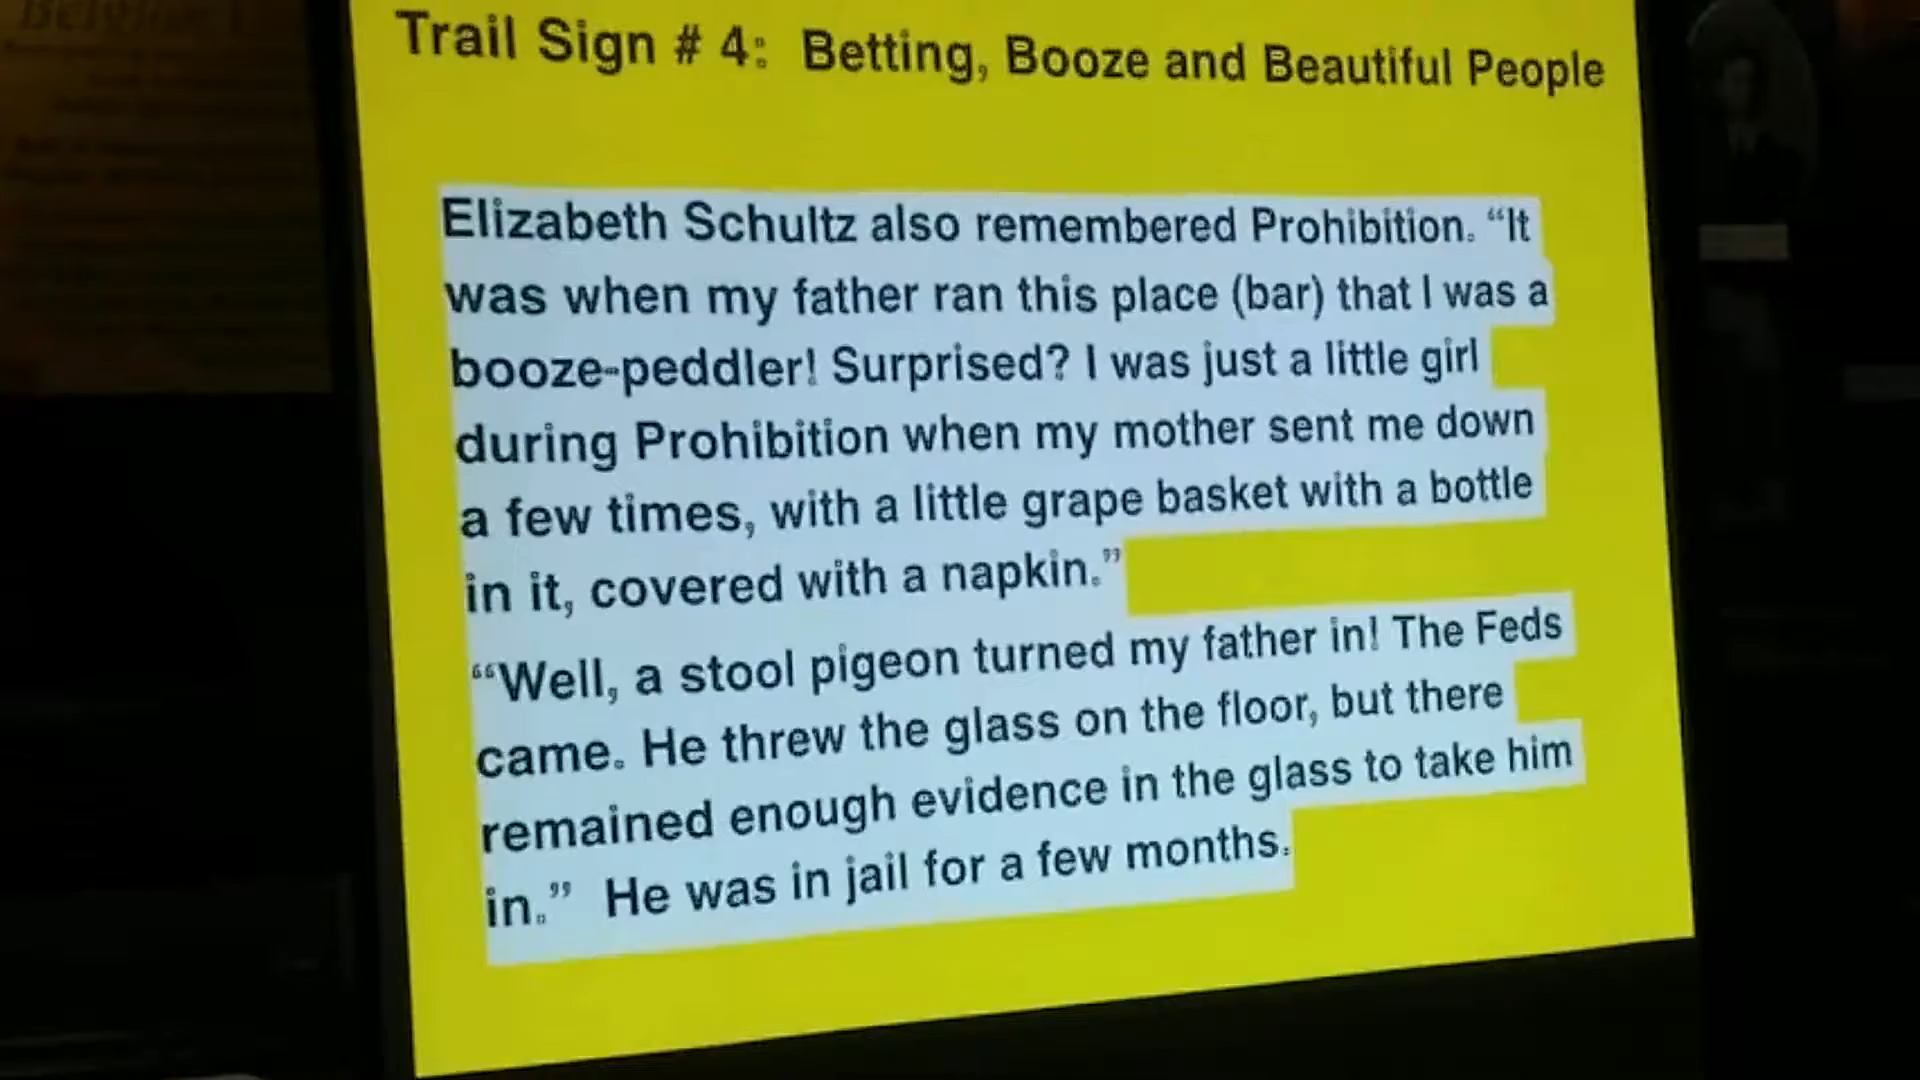 Trail Sign # 4: Betting, Booze and Beautiful People
Elizabeth Schultz also remembered Prohibition. “It
was when my father ran this place (bar) that I was a
booze-peddler! Surprised? I was just a little girl
during Prohibition when my mother sent me down
a few times, with a little grape basket with a bottle
in it, covered with a napkin.”
“Well, a stool pigeon turned my father in! The Feds
came. He threw the glass on the floor, but there
remained enough evidence in the glass to take him
in.” He was in jail for a few months.